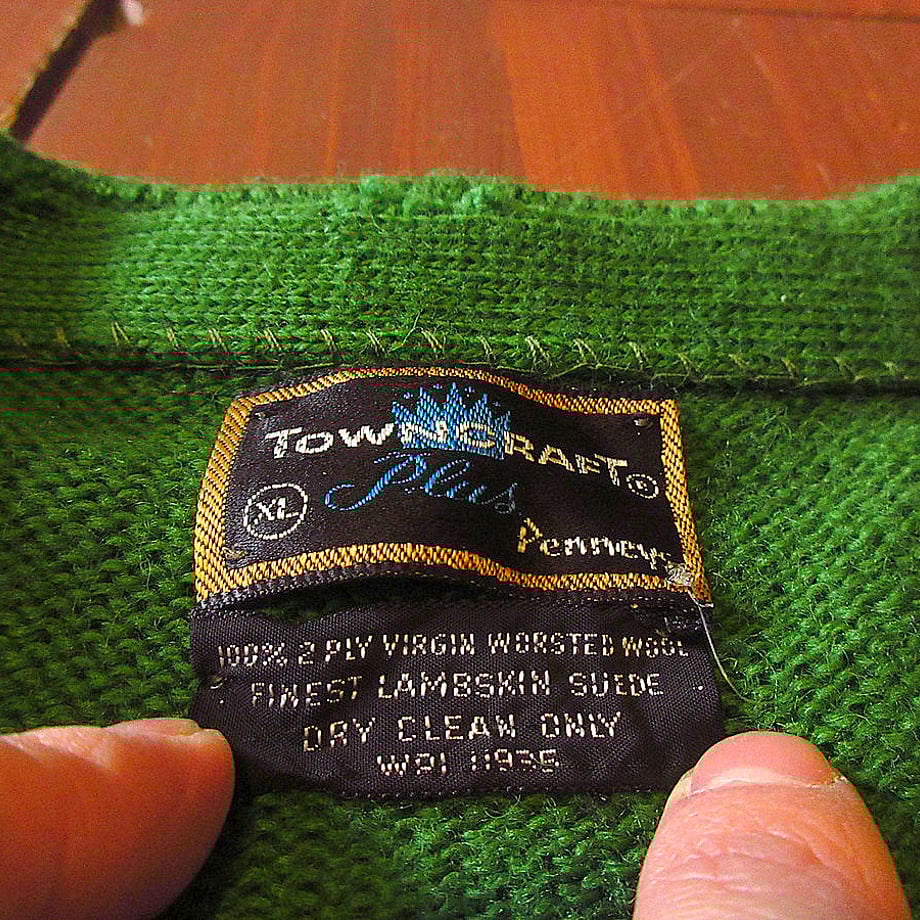 TOWNCRAFT ®
Plus
XL
Penneys
100% 2 PLY VIRGIN WORSTED WOOL
FINEST LAMBSKIN SUEDE
DRY CLEAN ONLY
WPL 11935